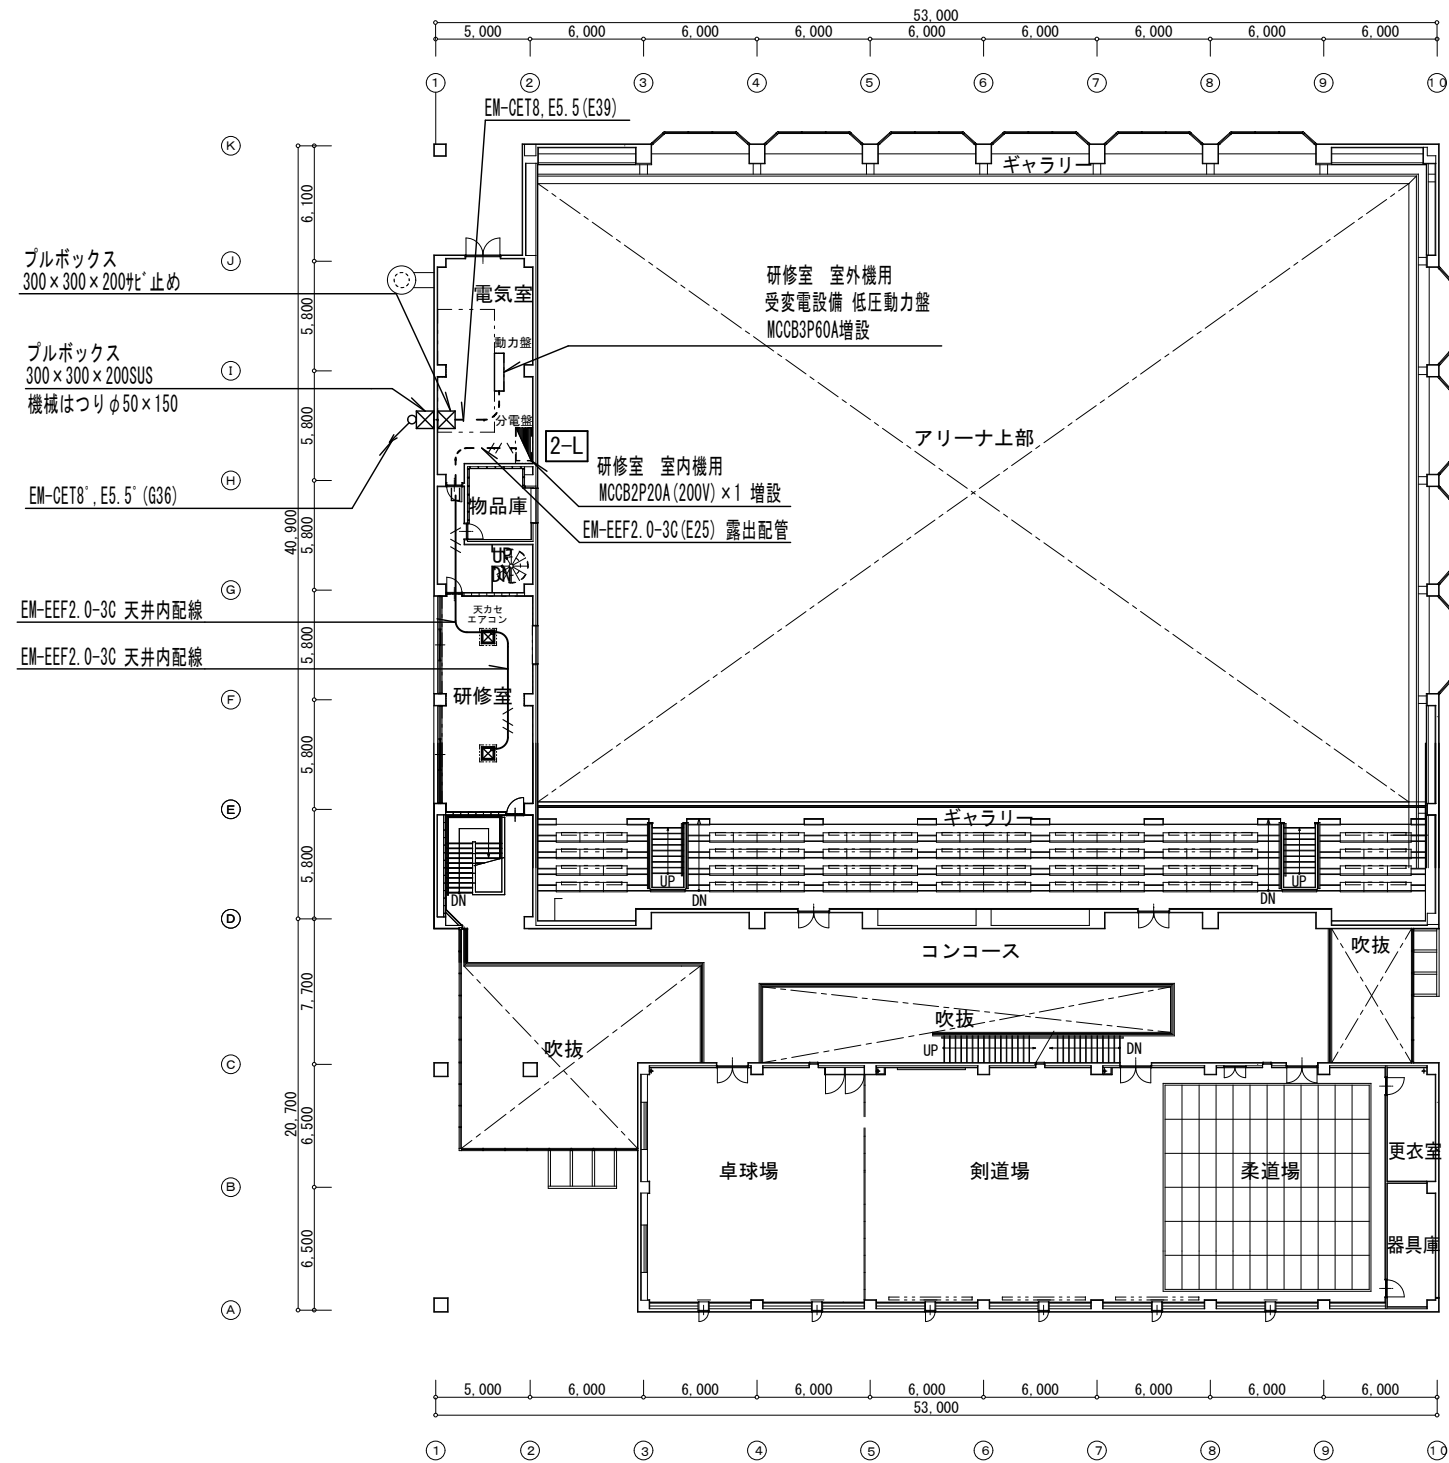 53,000
5,000 6,000 6,000 6,000 6,000 6,000 6,000 6,000 6,000
1 2 3 4 5 6 7 8 9 10
EM-CET8,E5.5(E39)
K
ギャラリー
6,100
プルボックス
300×300×200ｻﾋﾞ止め
J
電気室
研修室 室外機用
受変電設備 低圧動力盤
MCCB3P60A増設
5,800
動力盤
プルボックス
300×300×200SUS
機械はつりφ50×150
I
5,800
分電盤
2-L
アリーナ上部
研修室 室内機用
MCCB2P20A(200V)×1 増設
EM-EEF2.0-3C(E25) 露出配管
H
EM-CET8°,E5.5°(G36)
物品庫
40,900
5,800
UP
DN
G
EM-EEF2.0-3C 天井内配線
天カセ
エアコン
5,800
EM-EEF2.0-3C 天井内配線
研修室
F
5,800
E
ギャラリー
5,800
UP
UP
DN
DN
DN
D
コンコース
吹抜
7,700
吹抜
吹抜
UP
DN
C
20,700
6,500
卓球場
剣道場
柔道場
更衣室
B
6,500
器具庫
A
5,000 6,000 6,000 6,000 6,000 6,000 6,000 6,000 6,000
53,000
1 2 3 4 5 6 7 8 9 10